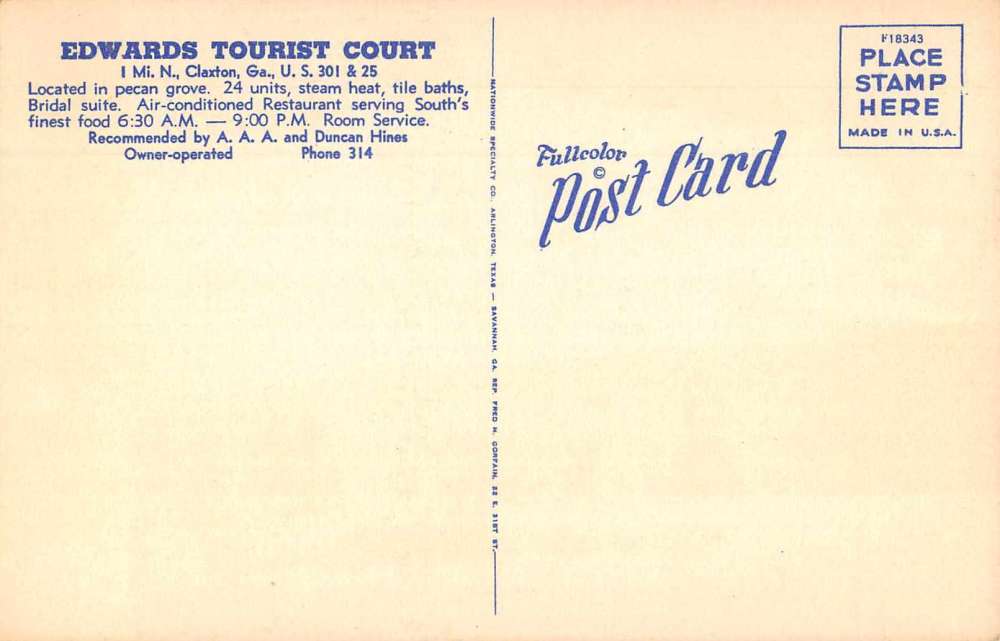 EDWARDS TOURIST COURT
1 Mi. N., Claxton, Ga., U. S. 301 & 25
Located in pecan grove. 24 units, steam heat, tile baths,
Bridal suite. Air-conditioned Restaurant serving South's
finest food 6:30 A.M. — 9:00 P.M. Room Service.
Recommended by A. A. A. and Duncan Hines
Owner-operated Phone 314
NATIONWIDE SPECIALTY CO., ARLINGTON, TEXAS — SAVANNAH, GA. REP. FRED H. GORFAIN, 22 E. 31ST ST.
Fullcolor
©
Post Card
F18343
PLACE
STAMP
HERE
MADE IN U.S.A.